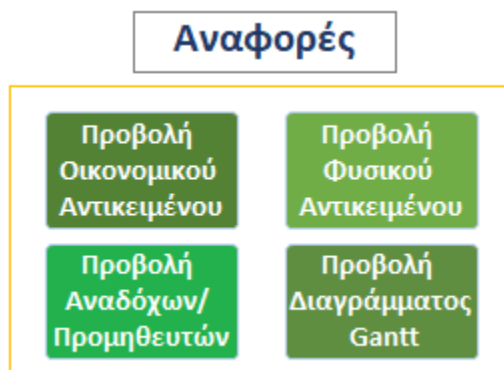 Αναφορές
Προβολή
Οικονομικού
Αντικειμένου
Προβολή
Φυσικού
Αντικειμένου
Προβολή
Αναδόχων/
Προμηθευτών
Προβολή
Διαγράμματος
Gantt